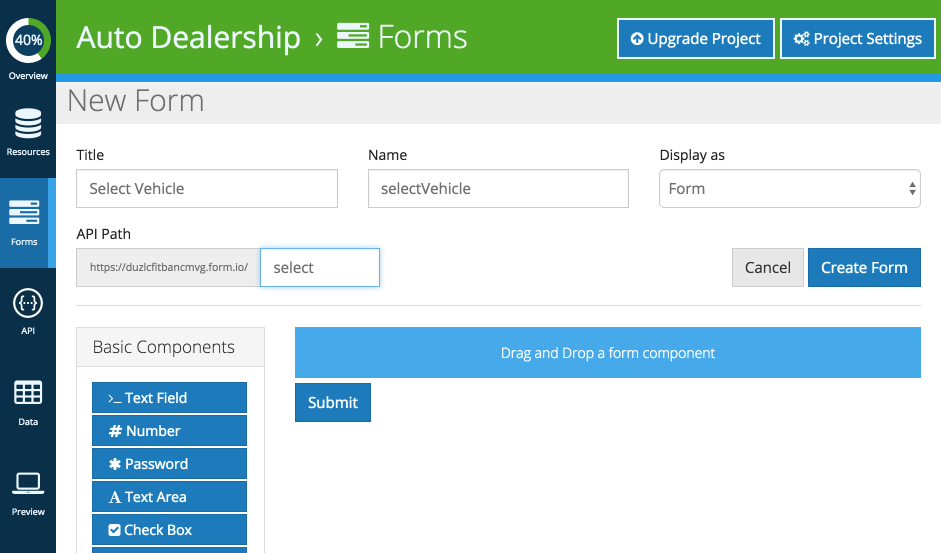 40%
Overview
Resources
Forms
API
Data
Preview
Auto Dealership › Forms
Upgrade Project
Project Settings
New Form
Title
Name
Display as
Select Vehicle
selectVehicle
Form
API Path
https://duzlcfitbancmvg.form.io/
select
Cancel
Create Form
Basic Components
>_ Text Field
# Number
✱ Password
A Text Area
Check Box
Drag and Drop a form component
Submit